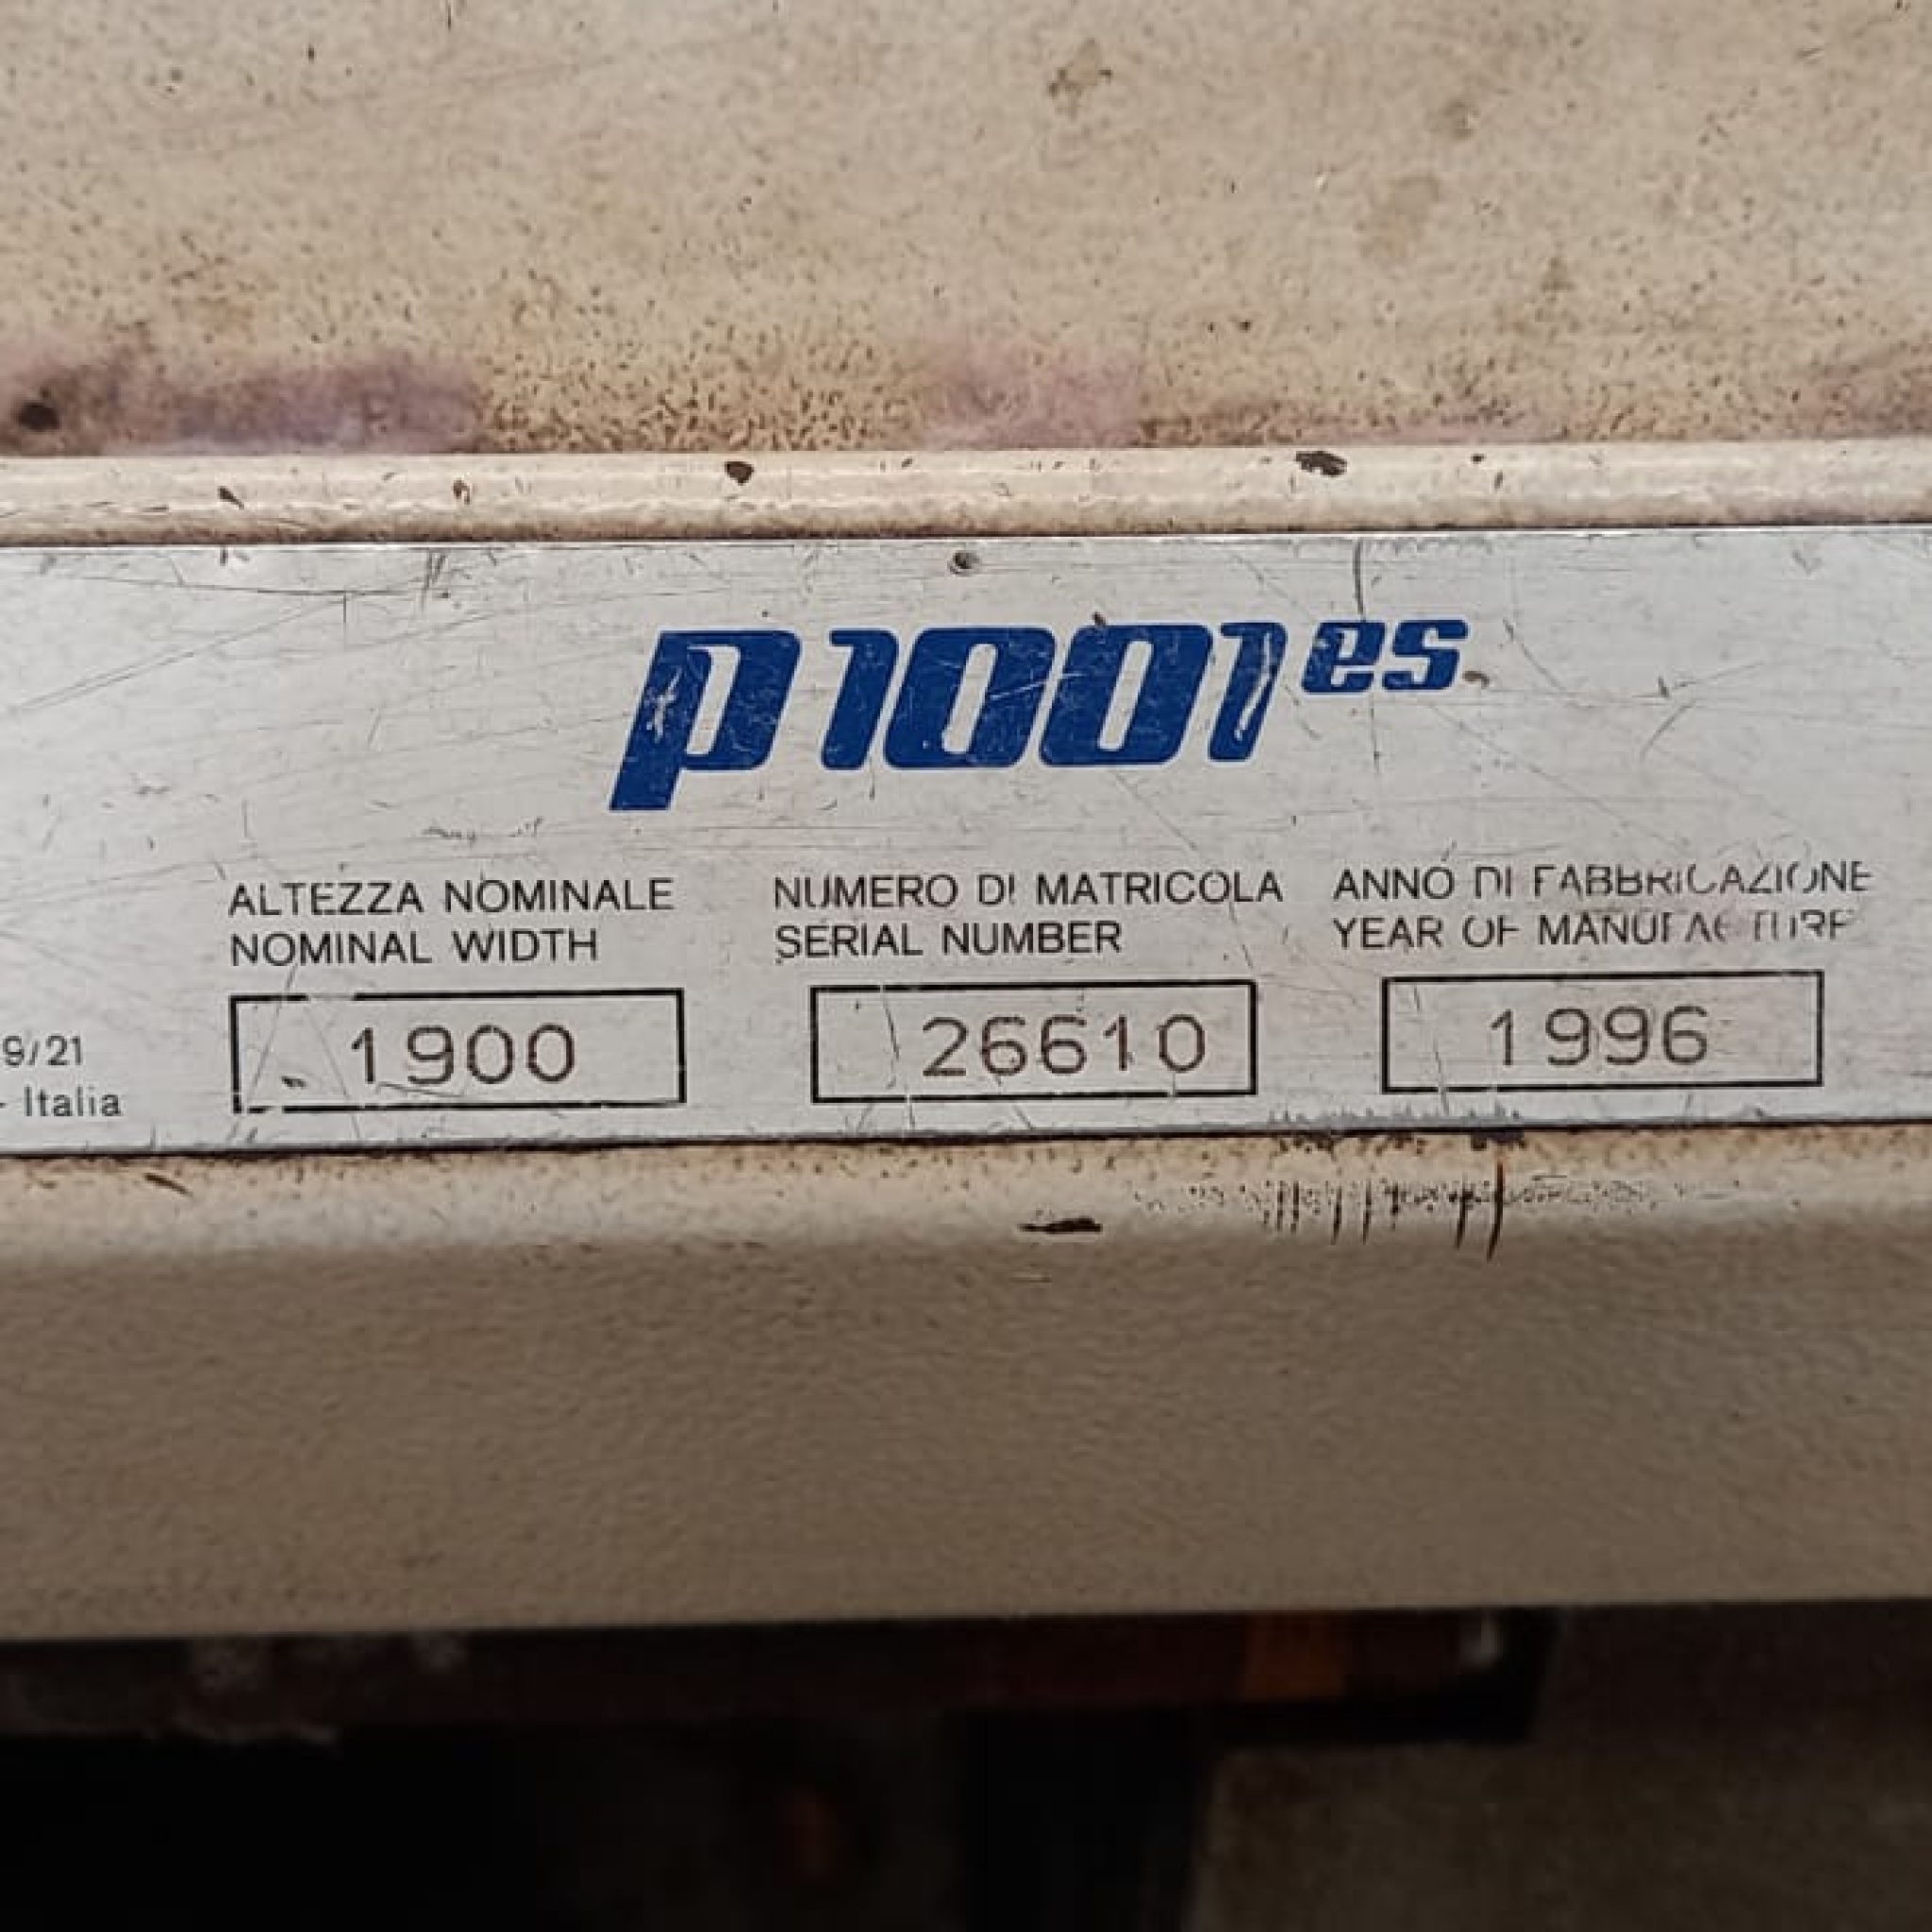 p1001es
ALTEZZA NOMINALE
NOMINAL WIDTH
1900
NUMERO DI MATRICOLA
SERIAL NUMBER
26610
ANNO DI FABBRICAZIONE
YEAR OF MANUFACTURE
1996
9/21
- Italia